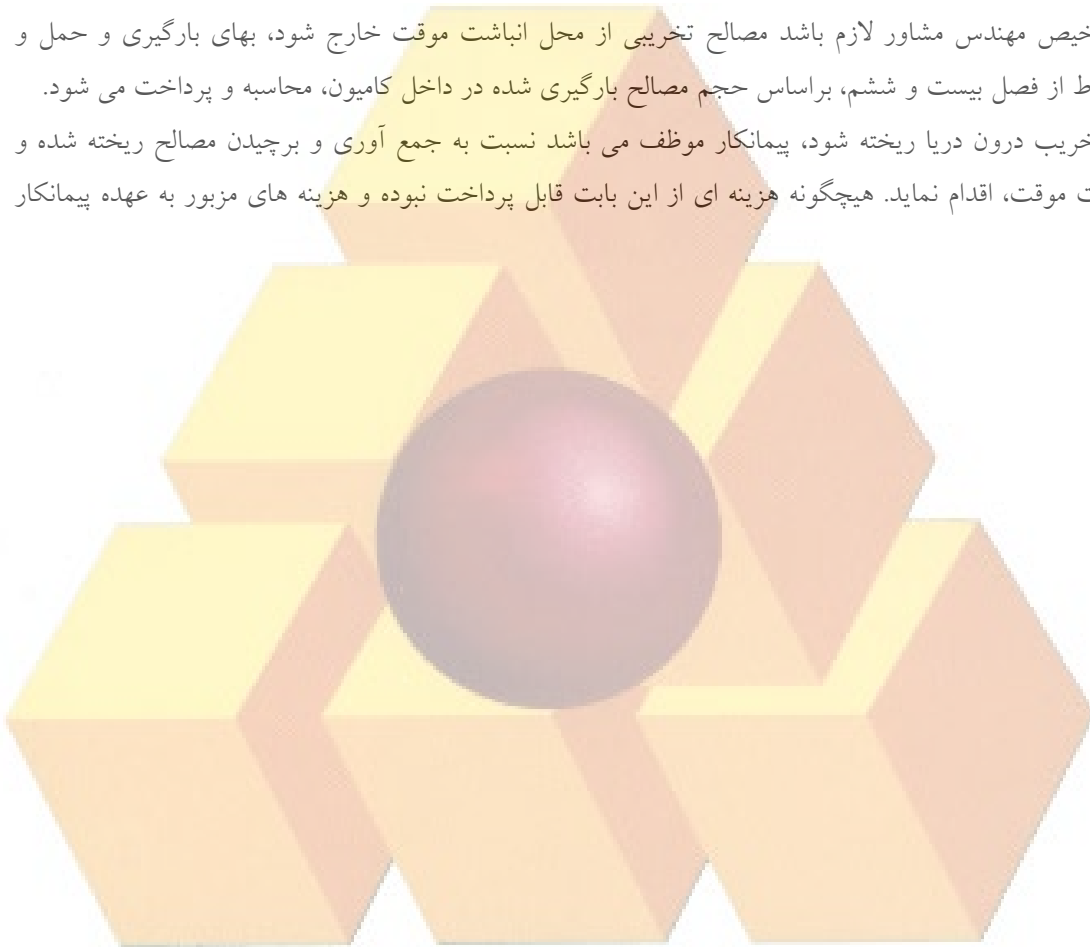 خیص مهندس مشاور لازم باشد مصالح تخریبی از محل انباشت موقت خارج شود، بهای بارگیری و حمل و
ط از فصل بیست و ششم، براساس حجم مصالح بارگیری شده در داخل کامیون، محاسبه و پرداخت می شود.
خریب درون دریا ریخته شود، پیمانکار موظف می باشد نسبت به جمع آوری و برچیدن مصالح ریخته شده و
ت موقت، اقدام نماید. هیچگونه هزینه ای از این بابت قابل پرداخت نبوده و هزینه های مزبور به عهده پیمانکار